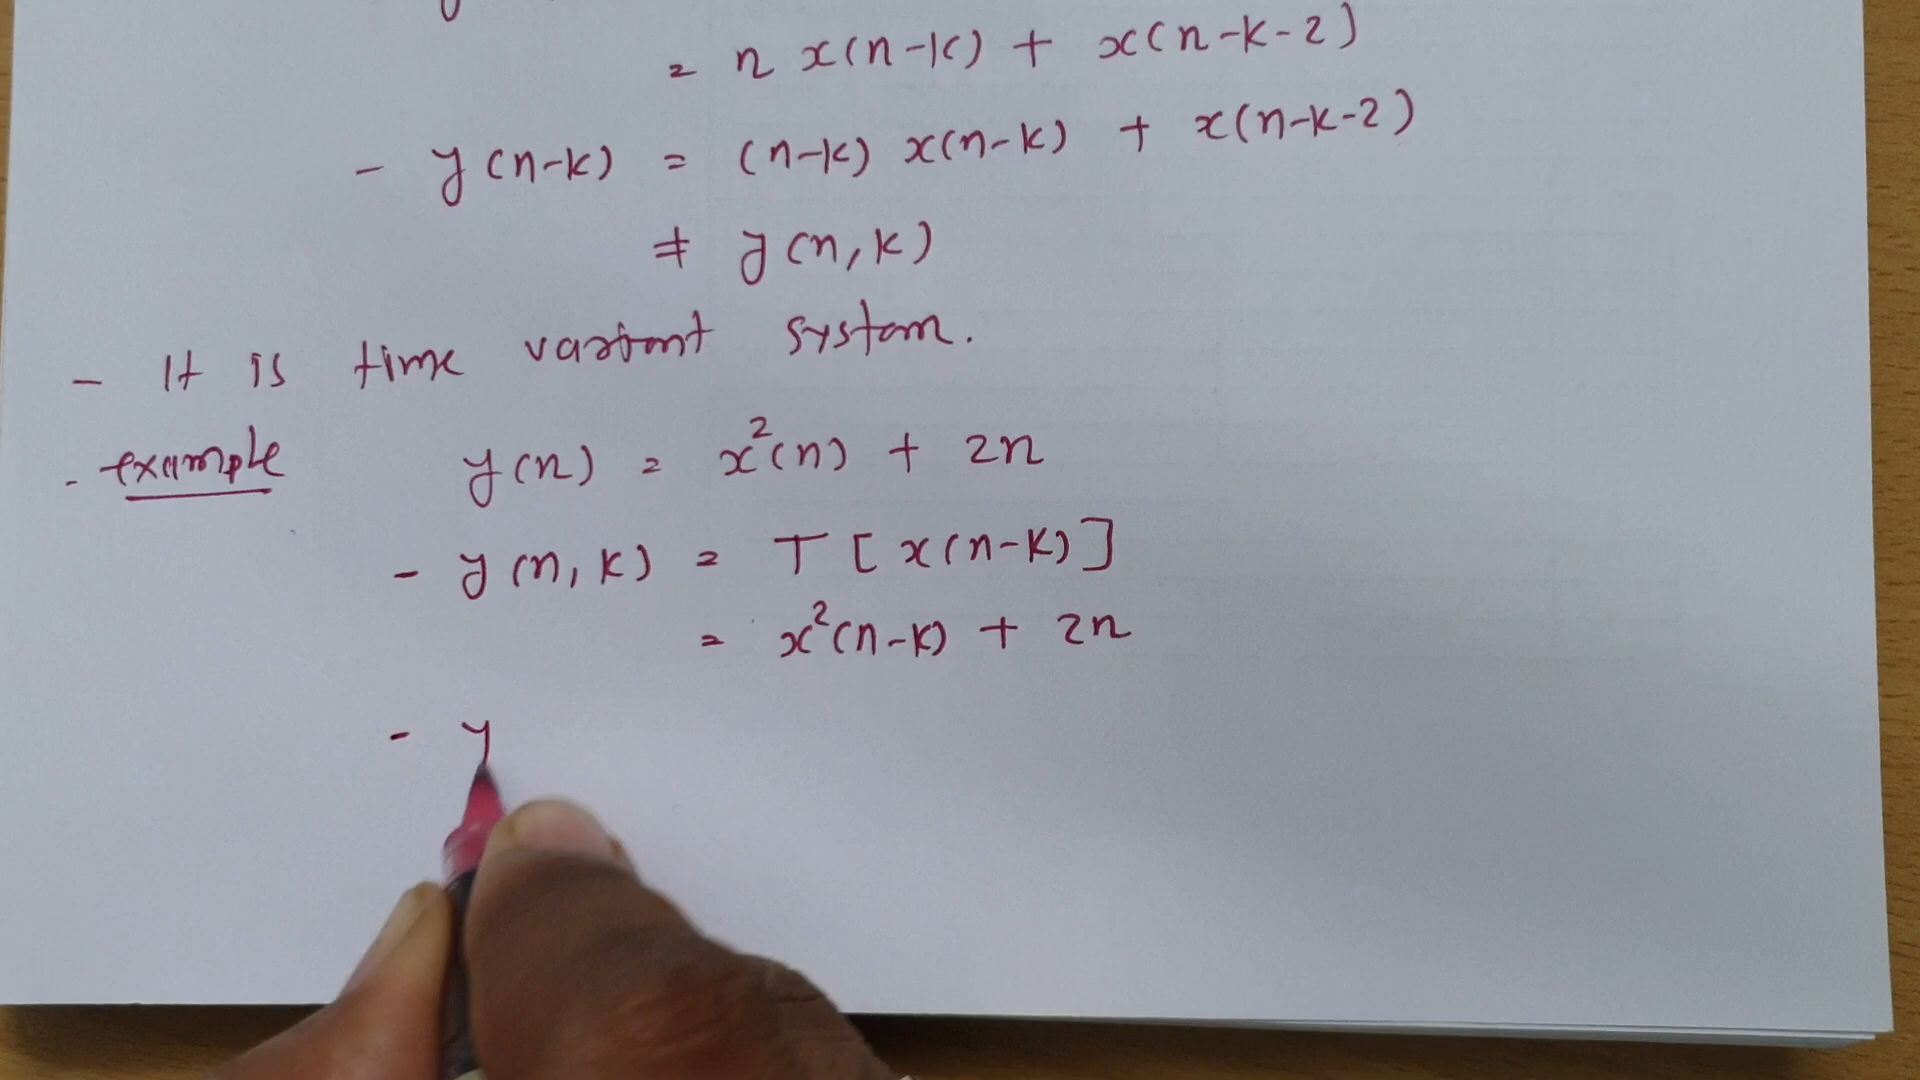 = n x(n-k) + x(n-k-2)
- y(n-k) = (n-k) x(n-k) + x(n-k-2)
≠ y(n,k)
- It is time variant system.
- example y(n) = x²(n) + 2n
- y(n,k) = T[x(n-k)]
= x²(n-k) + 2n
- y